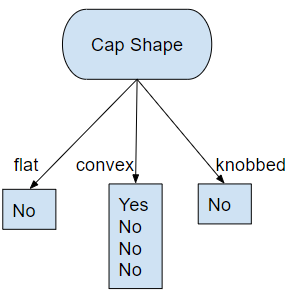 Cap Shape
flat
convex
knobbed
No
Yes
No
No
No
No